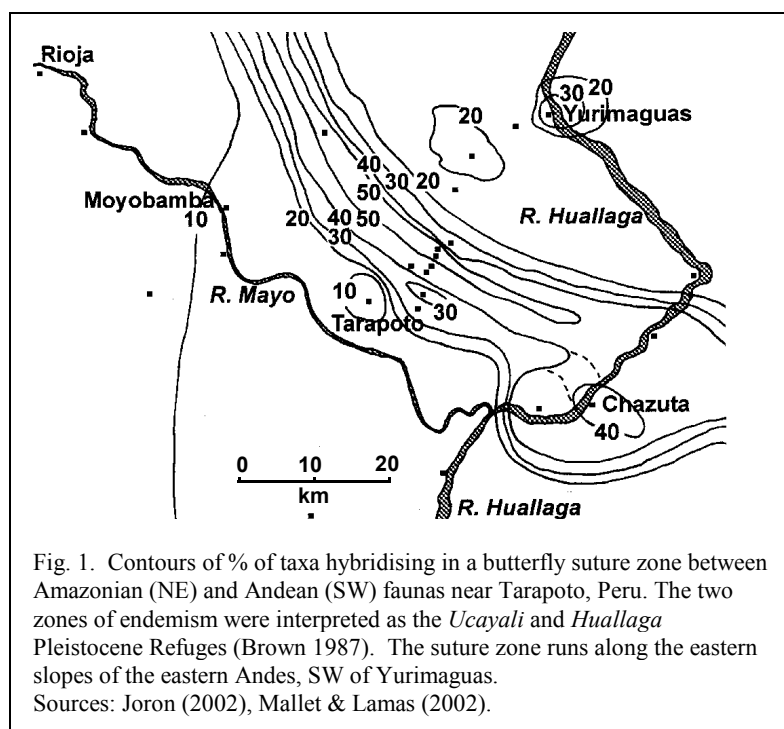 Rioja
20
30
20
Yurimaguas
40
30
20
50
R. Huallaga
Moyobamba
10
20
40
50
30
R. Mayo
10
30
Tarapoto
Chazuta
40
0 10 20
km
R. Huallaga
Fig. 1. Contours of % of taxa hybridising in a butterfly suture zone between
Amazonian (NE) and Andean (SW) faunas near Tarapoto, Peru. The two
zones of endemism were interpreted as the Ucayali and Huallaga
Pleistocene Refuges (Brown 1987). The suture zone runs along the eastern
slopes of the eastern Andes, SW of Yurimaguas.
Sources: Joron (2002), Mallet & Lamas (2002).